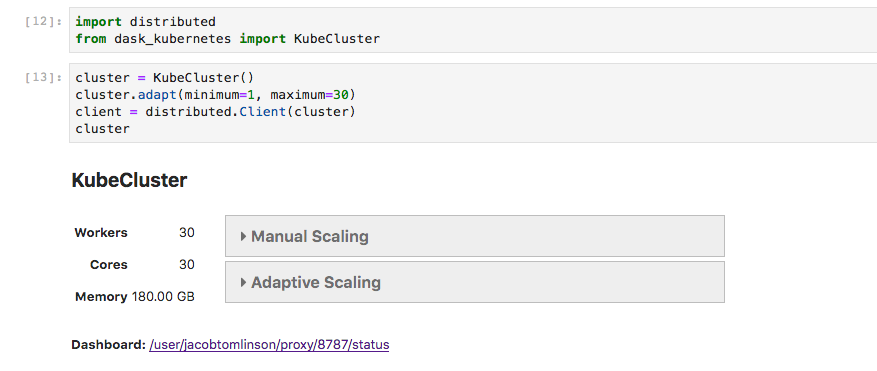 [12]: import distributed
from dask_kubernetes import KubeCluster
[13]: cluster = KubeCluster()
cluster.adapt(minimum=1, maximum=30)
client = distributed.Client(cluster)
cluster
KubeCluster
Workers 30
Cores 30
Memory 180.00 GB
Manual Scaling
Adaptive Scaling
Dashboard: /user/jacobtomlinson/proxy/8787/status